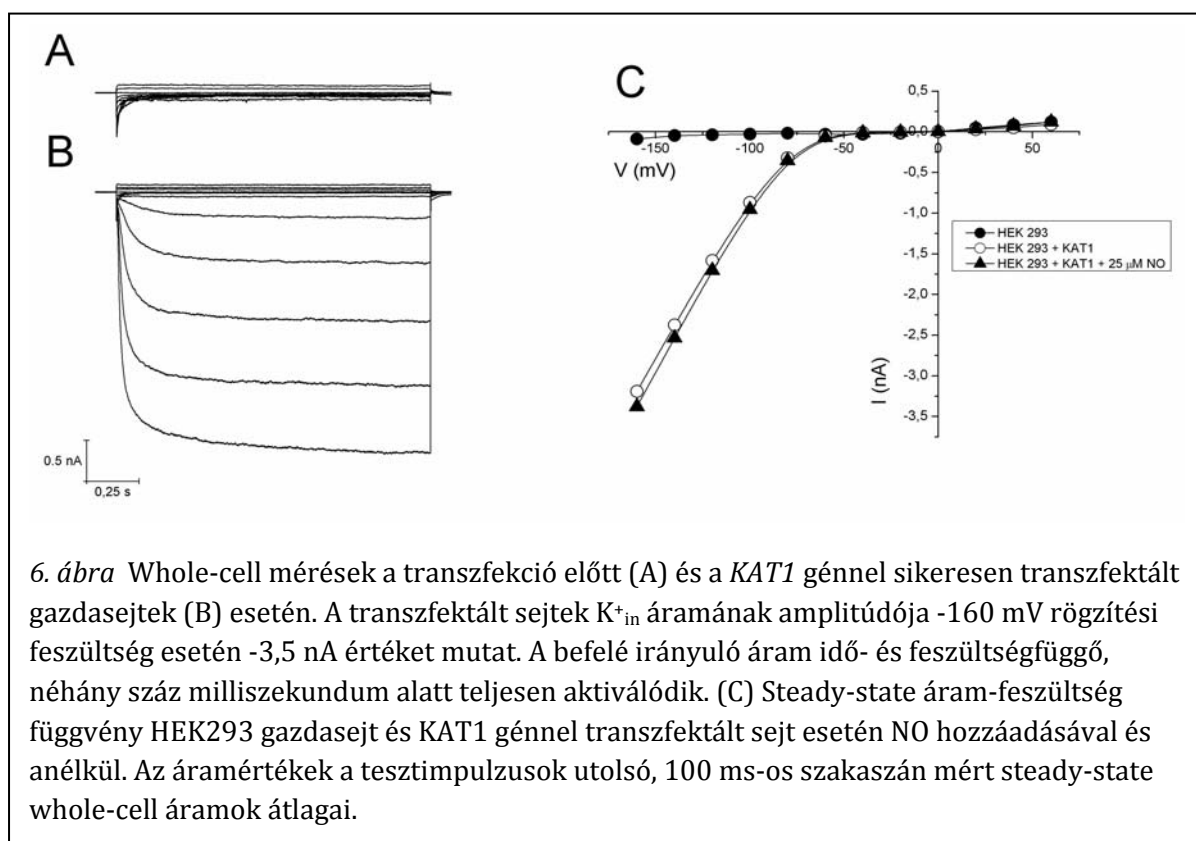 A
B
0.5 nA
0,25 s
C
0,5
0,0
-150
-100
-50
0
50
V (mV)
-0,5
-1,0
-1,5
-2,0
-2,5
-3,0
-3,5
I (nA)
HEK 293
HEK 293 + KAT1
HEK 293 + KAT1 + 25 µM NO
6. ábra Whole-cell mérések a transzfekció előtt (A) és a KAT1 génnel sikeresen transzfektált
gazdasejtek (B) esetén. A transzfektált sejtek K⁺in áramának amplitúdója -160 mV rögzítési
feszültség esetén -3,5 nA értéket mutat. A befelé irányuló áram idő- és feszültségfüggő,
néhány száz milliszekundum alatt teljesen aktiválódik. (C) Steady-state áram-feszültség
függvény HEK293 gazdasejt és KAT1 génnel transzfektált sejt esetén NO hozzáadásával és
anélkül. Az áramértékek a tesztimpulzusok utolsó, 100 ms-os szakaszán mért steady-state
whole-cell áramok átlagai.